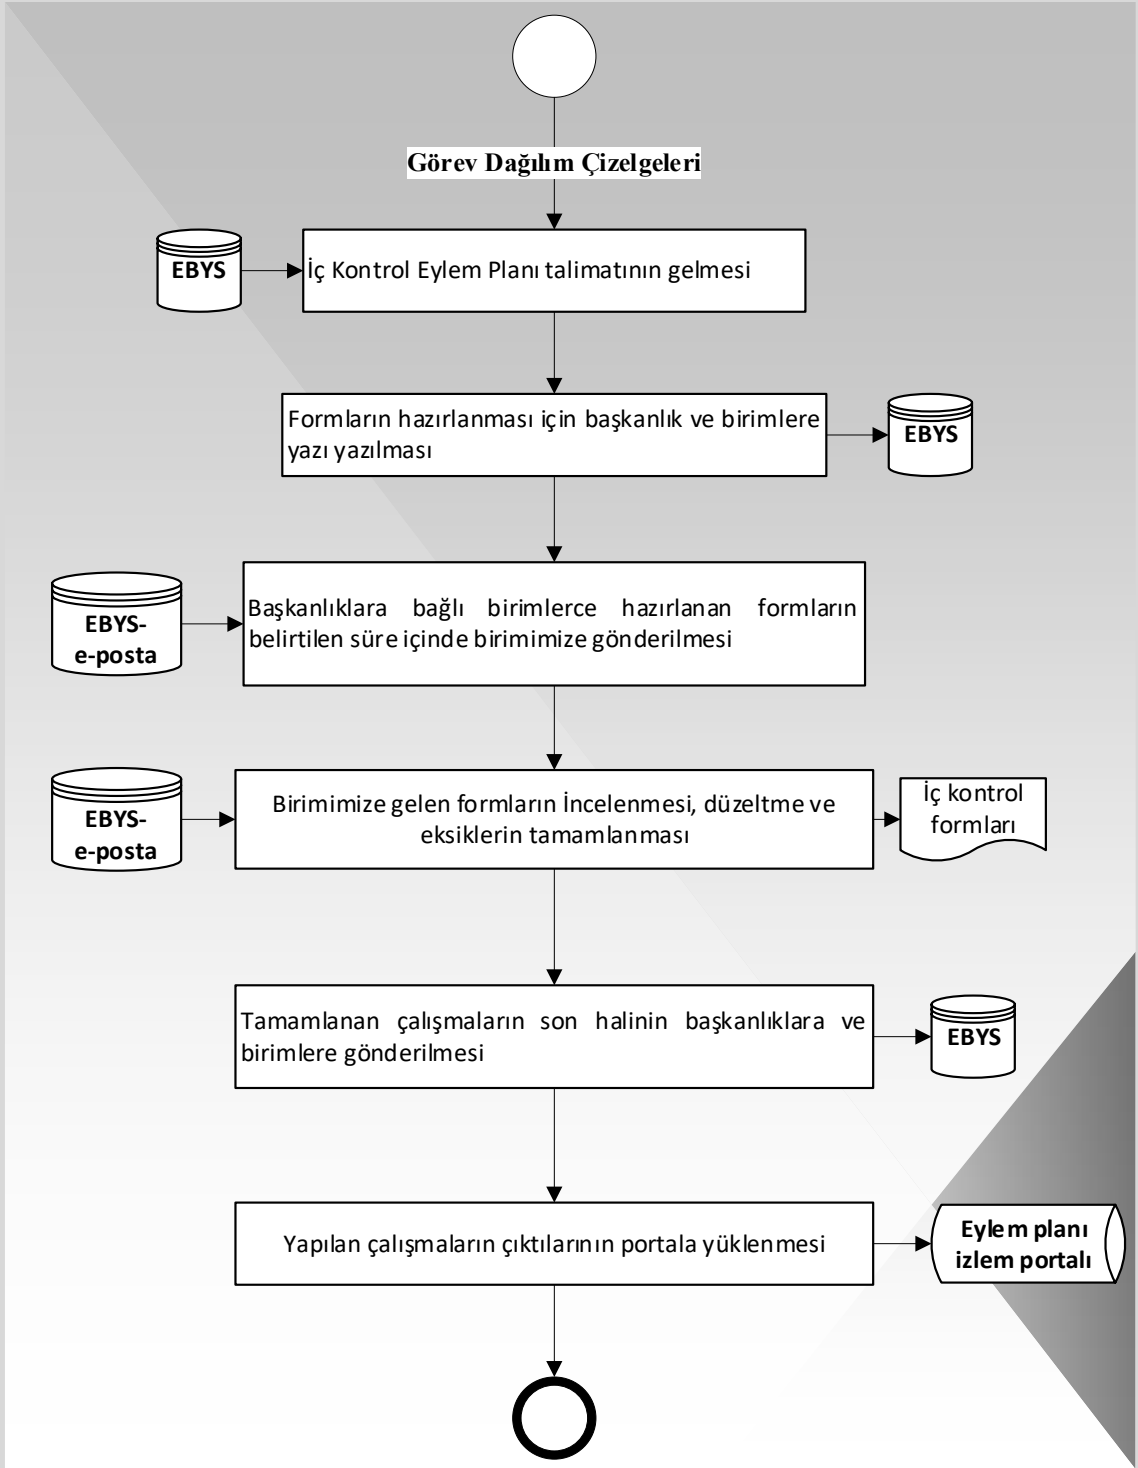 Görev Dağılım Çizelgeleri
EBYS
İç Kontrol Eylem Planı talimatının gelmesi
Formların hazırlanması için başkanlık ve birimlere
yazı yazılması
EBYS
EBYS-
e-posta
Başkanlıklara bağlı birimlerce hazırlanan formların
belirtilen süre içinde birimimize gönderilmesi
EBYS-
e-posta
Birimimize gelen formların İncelenmesi, düzeltme ve
eksiklerin tamamlanması
İç kontrol
formları
Tamamlanan çalışmaların son halinin başkanlıklara ve
birimlere gönderilmesi
EBYS
Yapılan çalışmaların çıktılarının portala yüklenmesi
Eylem planı
izlem portalı